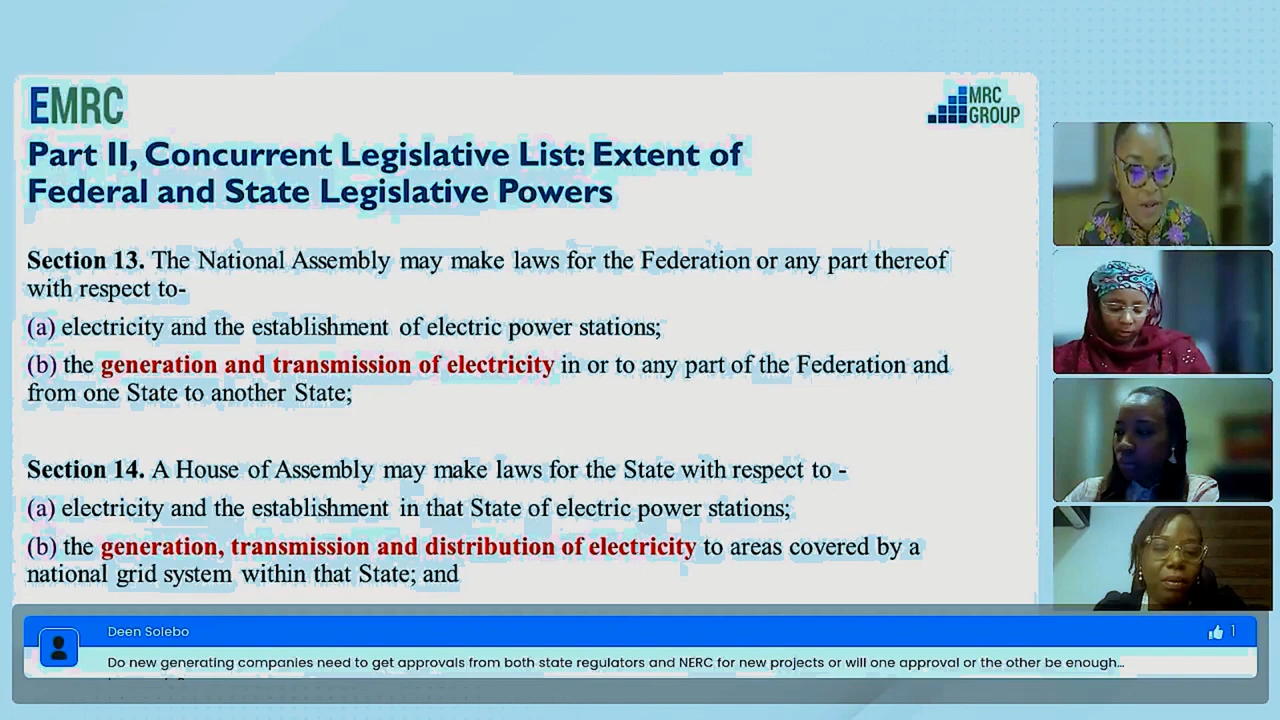 EMRC
MRC
GROUP
Part II, Concurrent Legislative List: Extent of
Federal and State Legislative Powers
Section 13. The National Assembly may make laws for the Federation or any part thereof
with respect to-
(a) electricity and the establishment of electric power stations;
(b) the generation and transmission of electricity in or to any part of the Federation and
from one State to another State;
Section 14. A House of Assembly may make laws for the State with respect to -
(a) electricity and the establishment in that State of electric power stations;
(b) the generation, transmission and distribution of electricity to areas covered by a
national grid system within that State; and
Deen Solebo
1
Do new generating companies need to get approvals from both state regulators and NERC for new projects or will one approval or the other be enough...